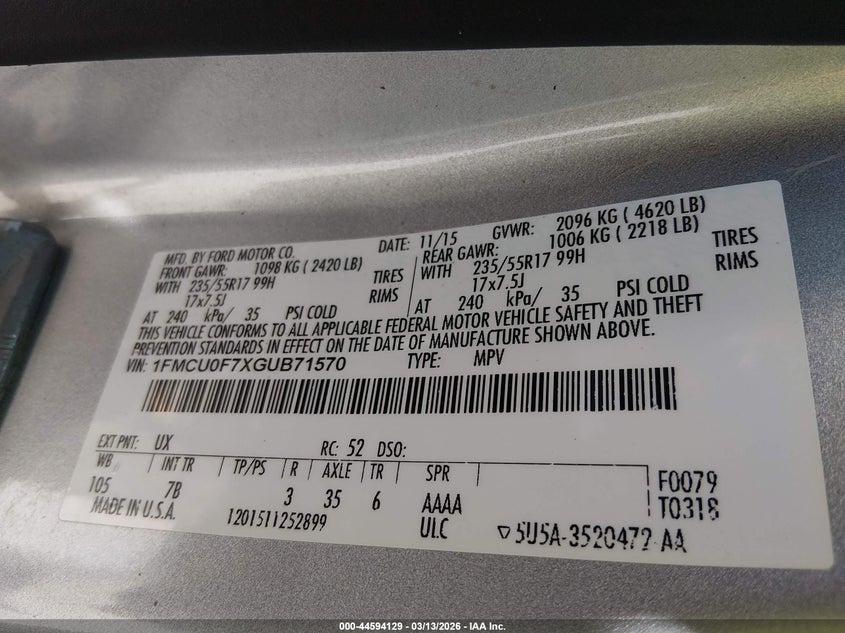 MFD. BY FORD MOTOR CO. DATE: 11/15 GVWR: 2096 KG ( 4620 LB)
FRONT GAWR: 1098 KG ( 2420 LB) REAR GAWR: 1006 KG ( 2218 LB)
WITH 235/55R17 99H TIRES WITH 235/55R17 99H TIRES
17x7.5J RIMS 17x7.5J RIMS
AT 240 kPa/ 35 PSI COLD AT 240 kPa/ 35 PSI COLD
THIS VEHICLE CONFORMS TO ALL APPLICABLE FEDERAL MOTOR VEHICLE SAFETY AND THEFT
PREVENTION STANDARDS IN EFFECT ON THE DATE OF MANUFACTURE SHOWN ABOVE.
VIN: 1FMCU0F7XGUB71570 TYPE: MPV
EXT PNT: UX RC: 52 DSO:
WB INT TR TP/PS R AXLE TR SPR F0079
105 7B 3 35 6 AAAA T0318
MADE IN U.S.A. 1201511252899 ULC 5U5A-3520472-AA
000-44594129 - 03/13/2026 - IAA Inc.